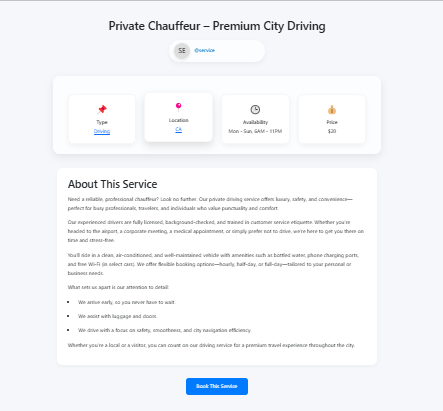 Private Chauffeur – Premium City Driving
SE @service
Type
Driving
Location
CA
Availability
Mon - Sun, 6AM - 11PM
Price
$20
About This Service
Need a reliable, professional chauffeur? Look no further. Our private driving service offers luxury, safety, and convenience—
perfect for busy professionals, travelers, and individuals who value punctuality and comfort.
Our experienced drivers are fully licensed, background-checked, and trained in customer service etiquette. Whether you're
headed to the airport, a corporate meeting, a medical appointment, or simply prefer not to drive, we're here to get you there on
time and stress-free.
You'll ride in a clean, air-conditioned, and well-maintained vehicle with amenities such as bottled water, phone charging ports,
and free Wi-Fi (in select cars). We offer flexible booking options—hourly, half-day, or full-day—tailored to your personal or
business needs.
What sets us apart is our attention to detail:
• We arrive early, so you never have to wait.
• We assist with luggage and doors.
• We drive with a focus on safety, smoothness, and city navigation efficiency.
Whether you're a local or a visitor, you can count on our driving service for a premium travel experience throughout the city.
Book This Service